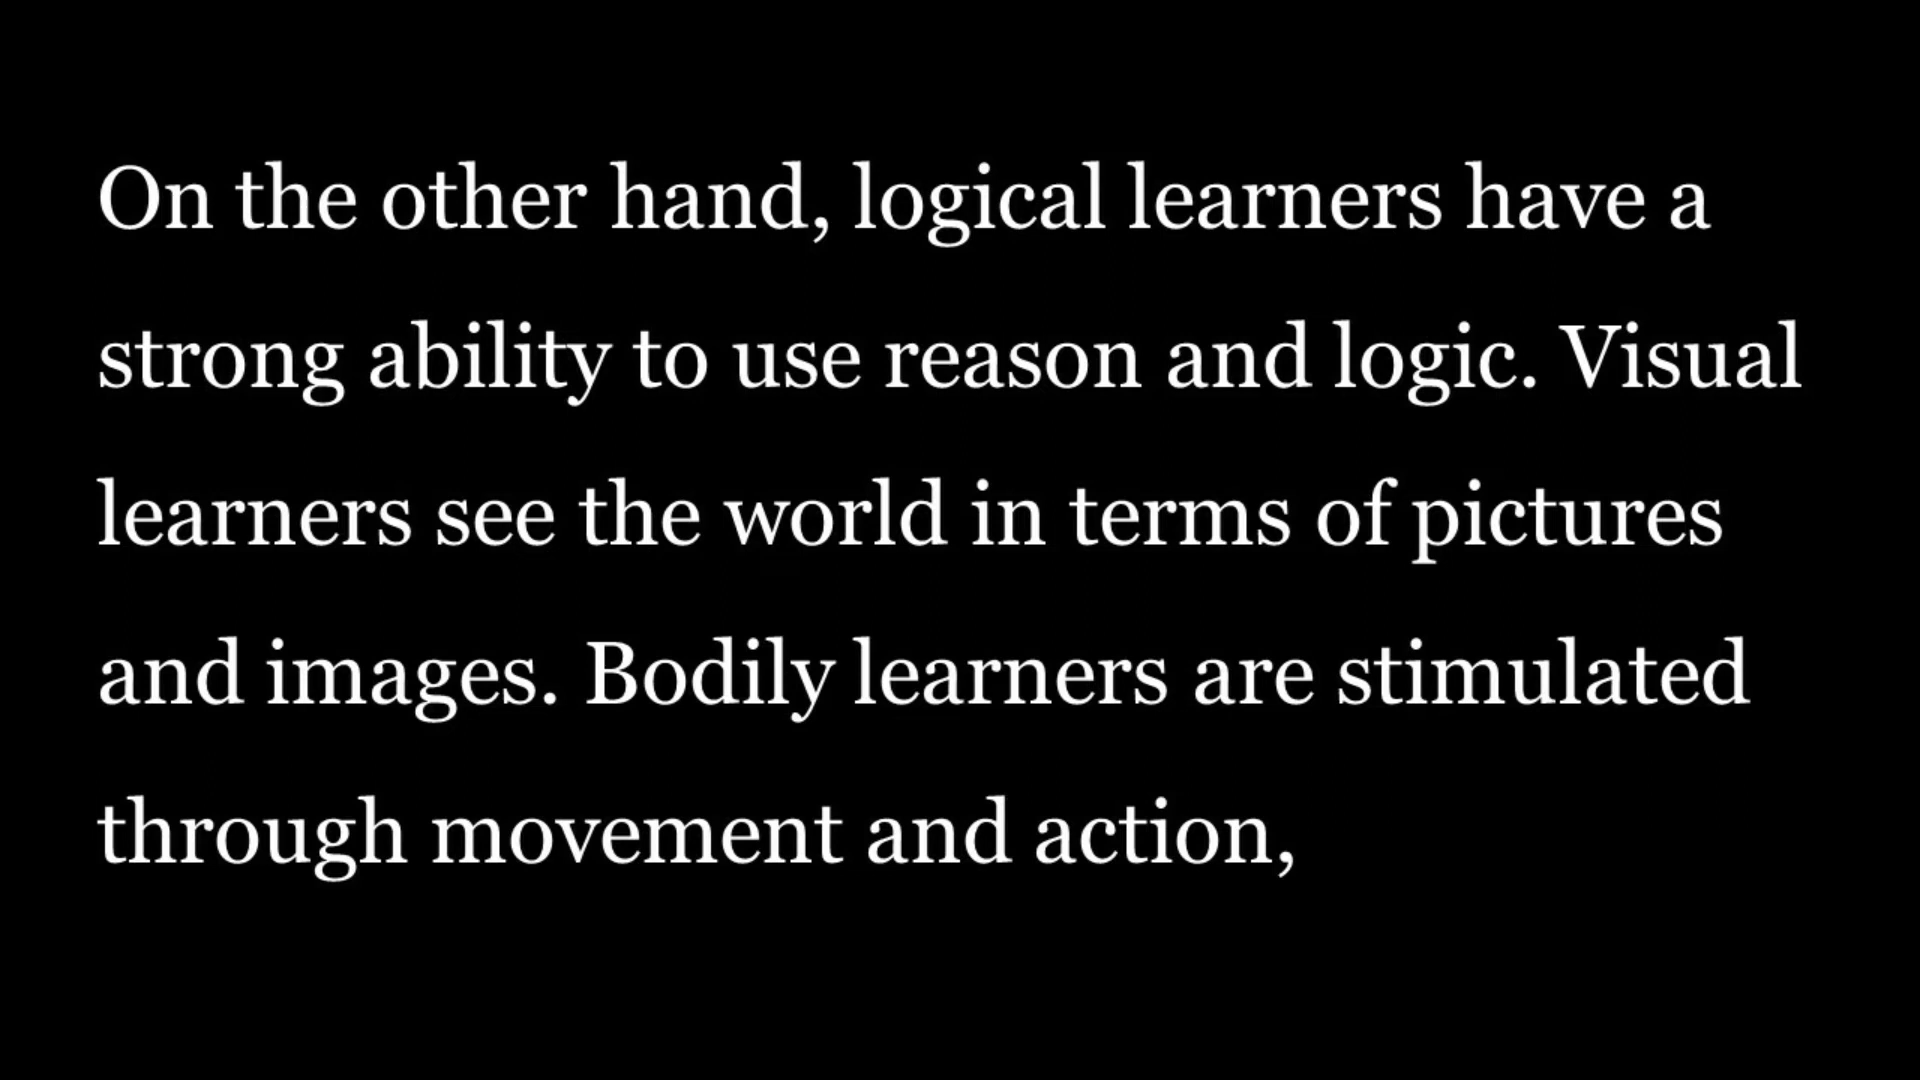 On the other hand, logical learners have a
strong ability to use reason and logic. Visual
learners see the world in terms of pictures
and images. Bodily learners are stimulated
through movement and action,